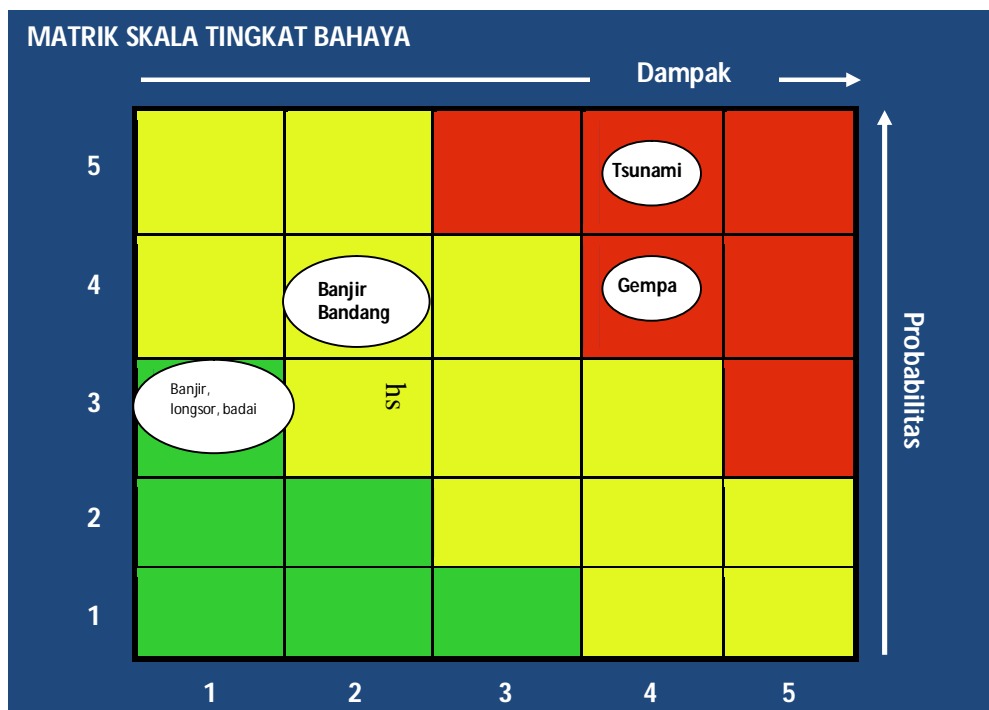 MATRIK SKALA TINGKAT BAHAYA
Dampak
5
Tsunami
4
Banjir
Bandang
Gempa
3
Banjir,
longsor, badai
hs
Probabilitas
2
1
1 2 3 4 5